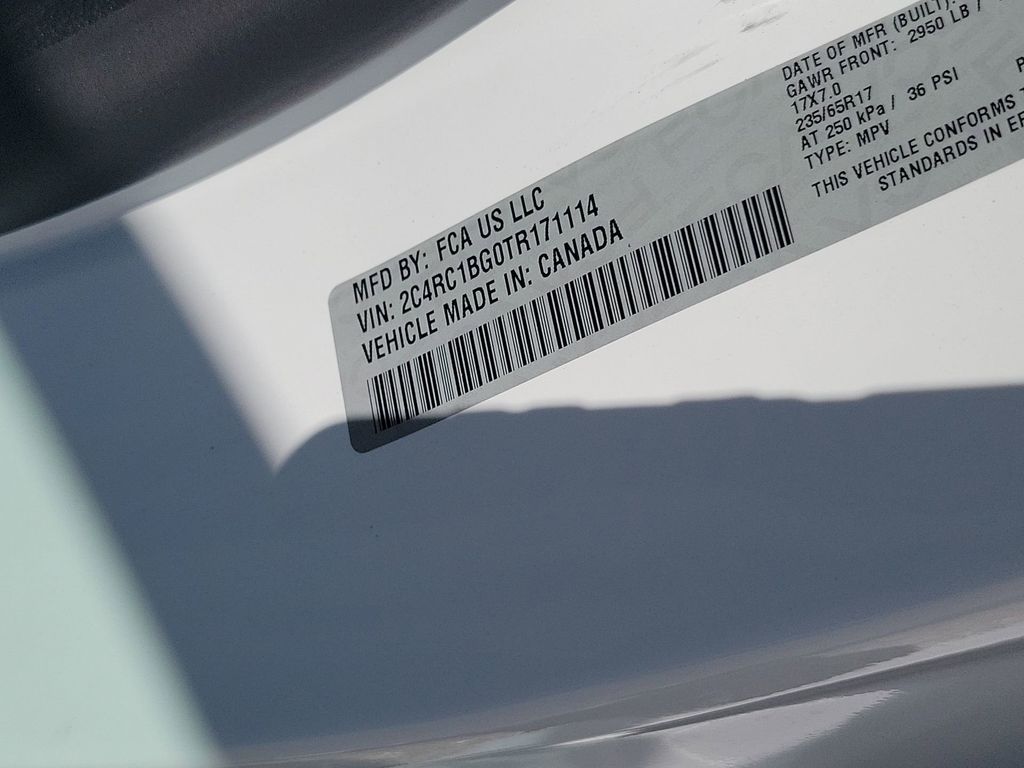 MFD BY: FCA US LLC
VIN: 2C4RC1BG0TR171114
VEHICLE MADE IN: CANADA
DATE OF MFR (BUILT):
GAWR FRONT: 2950 LB /
17X7.0
235/65R17
AT 250 kPa / 36 PSI
TYPE: MPV
THIS VEHICLE CONFORMS
STANDARDS IN